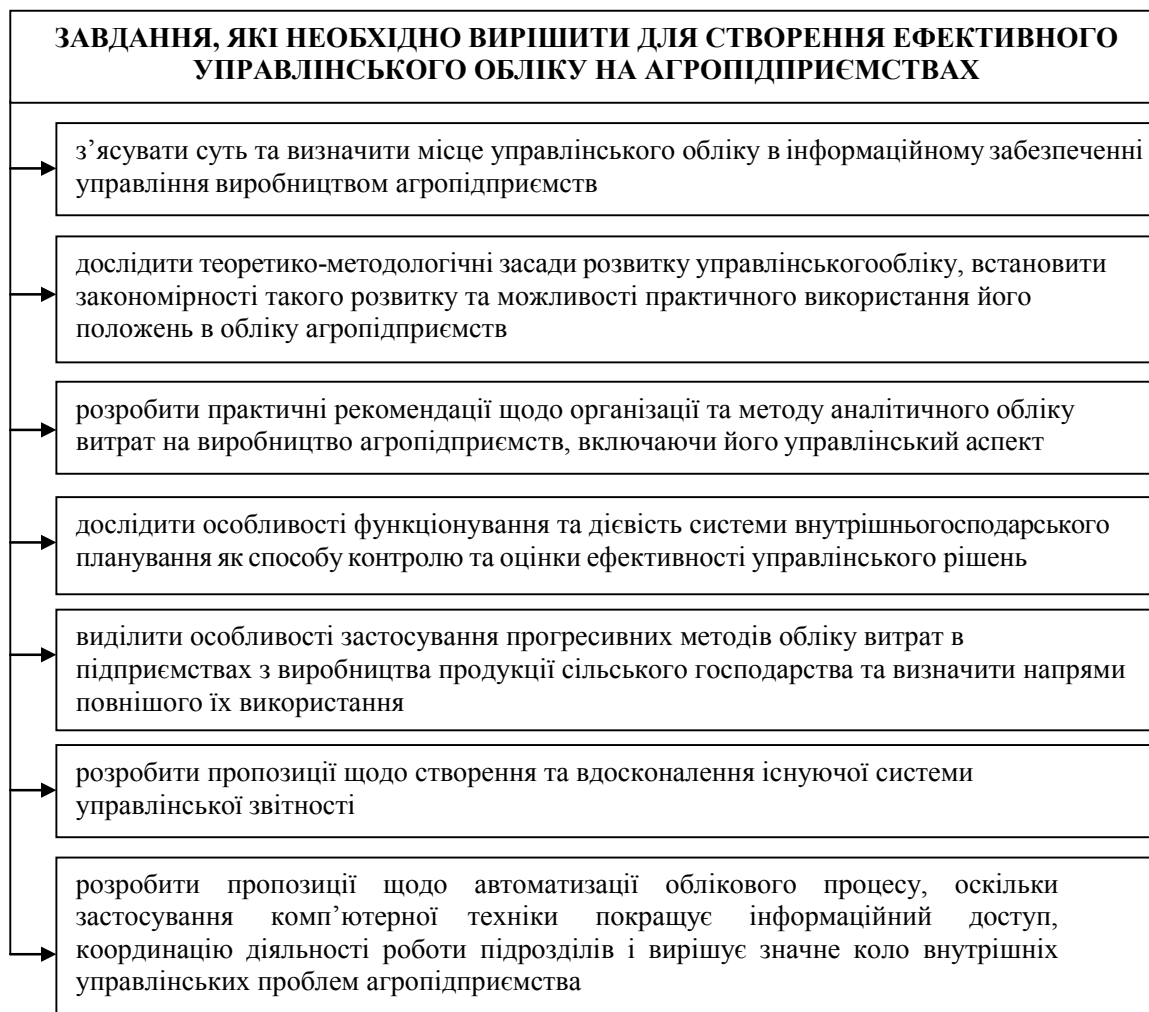 ЗАВДАННЯ, ЯКІ НЕОБХІДНО ВИРІШИТИ ДЛЯ СТВОРЕННЯ ЕФЕКТИВНОГО
УПРАВЛІНСЬКОГО ОБЛІКУ НА АГРОПІДПРИЄМСТВАХ
з’ясувати суть та визначити місце управлінського обліку в інформаційному забезпеченні
управління виробництвом агропідприємств
дослідити теоретико-методологічні засади розвитку управлінськогообліку, встановити
закономірності такого розвитку та можливості практичного використання його
положень в обліку агропідприємств
розробити практичні рекомендації щодо організації та методу аналітичного обліку
витрат на виробництво агропідприємств, включаючи його управлінський аспект
дослідити особливості функціонування та дієвість системи внутрішньогосподарського
планування як способу контролю та оцінки ефективності управлінського рішень
виділити особливості застосування прогресивних методів обліку витрат в
підприємствах з виробництва продукції сільського господарства та визначити напрями
повнішого їх використання
розробити пропозиції щодо створення та вдосконалення існуючої системи
управлінської звітності
розробити пропозиції щодо автоматизації облікового процесу, оскільки
застосування комп’ютерної техніки покращує інформаційний доступ,
координацію діяльності роботи підрозділів і вирішує значне коло внутрішніх
управлінських проблем агропідприємства